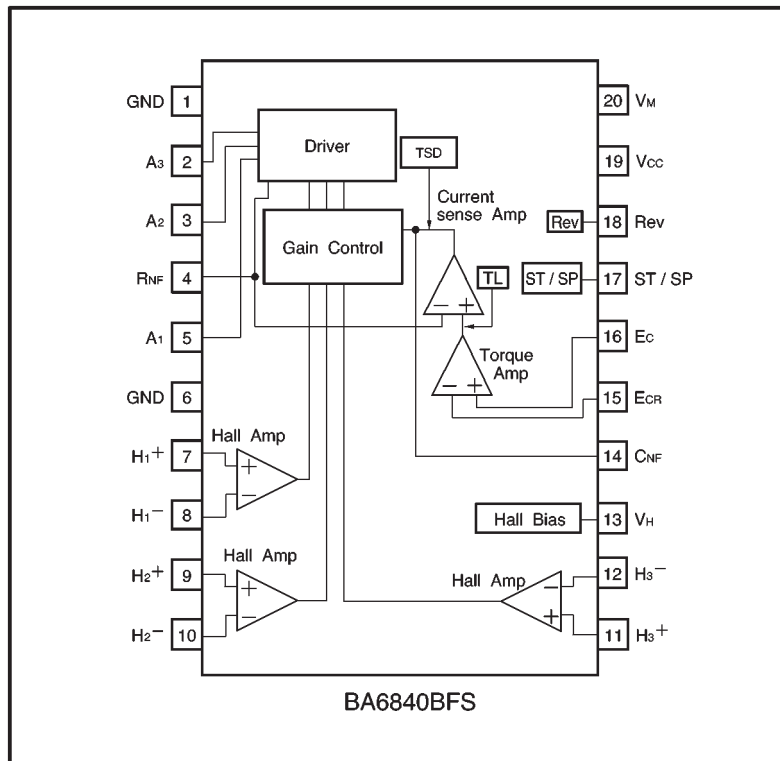 GND 1
A3 2
A2 3
RNF 4
A1 5
GND 6
H1+ 7
H1− 8
H2+ 9
H2− 10
20 VM
19 VCC
18 Rev
17 ST / SP
16 EC
15 ECR
14 CNF
13 VH
12 H3−
11 H3+
Driver
TSD
Current
sense Amp
Rev
Gain Control
TL
ST / SP
− +
Torque
Amp
− +
Hall Amp
+
−
Hall Bias
Hall Amp
+
−
Hall Amp
−
+
BA6840BFS